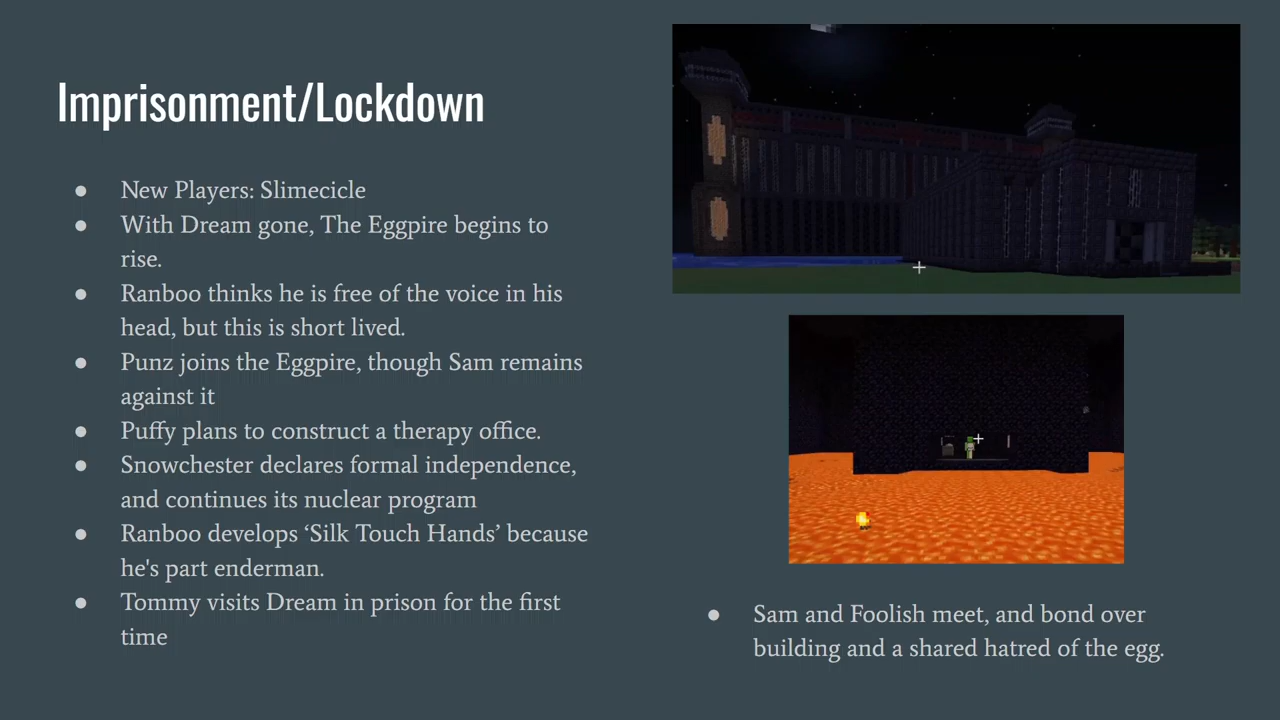 Imprisonment/Lockdown
● New Players: Slimecicle
● With Dream gone, The Eggpire begins to
rise.
● Ranboo thinks he is free of the voice in his
head, but this is short lived.
● Punz joins the Eggpire, though Sam remains
against it
● Puffy plans to construct a therapy office.
● Snowchester declares formal independence,
and continues its nuclear program
● Ranboo develops ‘Silk Touch Hands’ because
he's part enderman.
● Tommy visits Dream in prison for the first
time
● Sam and Foolish meet, and bond over
building and a shared hatred of the egg.